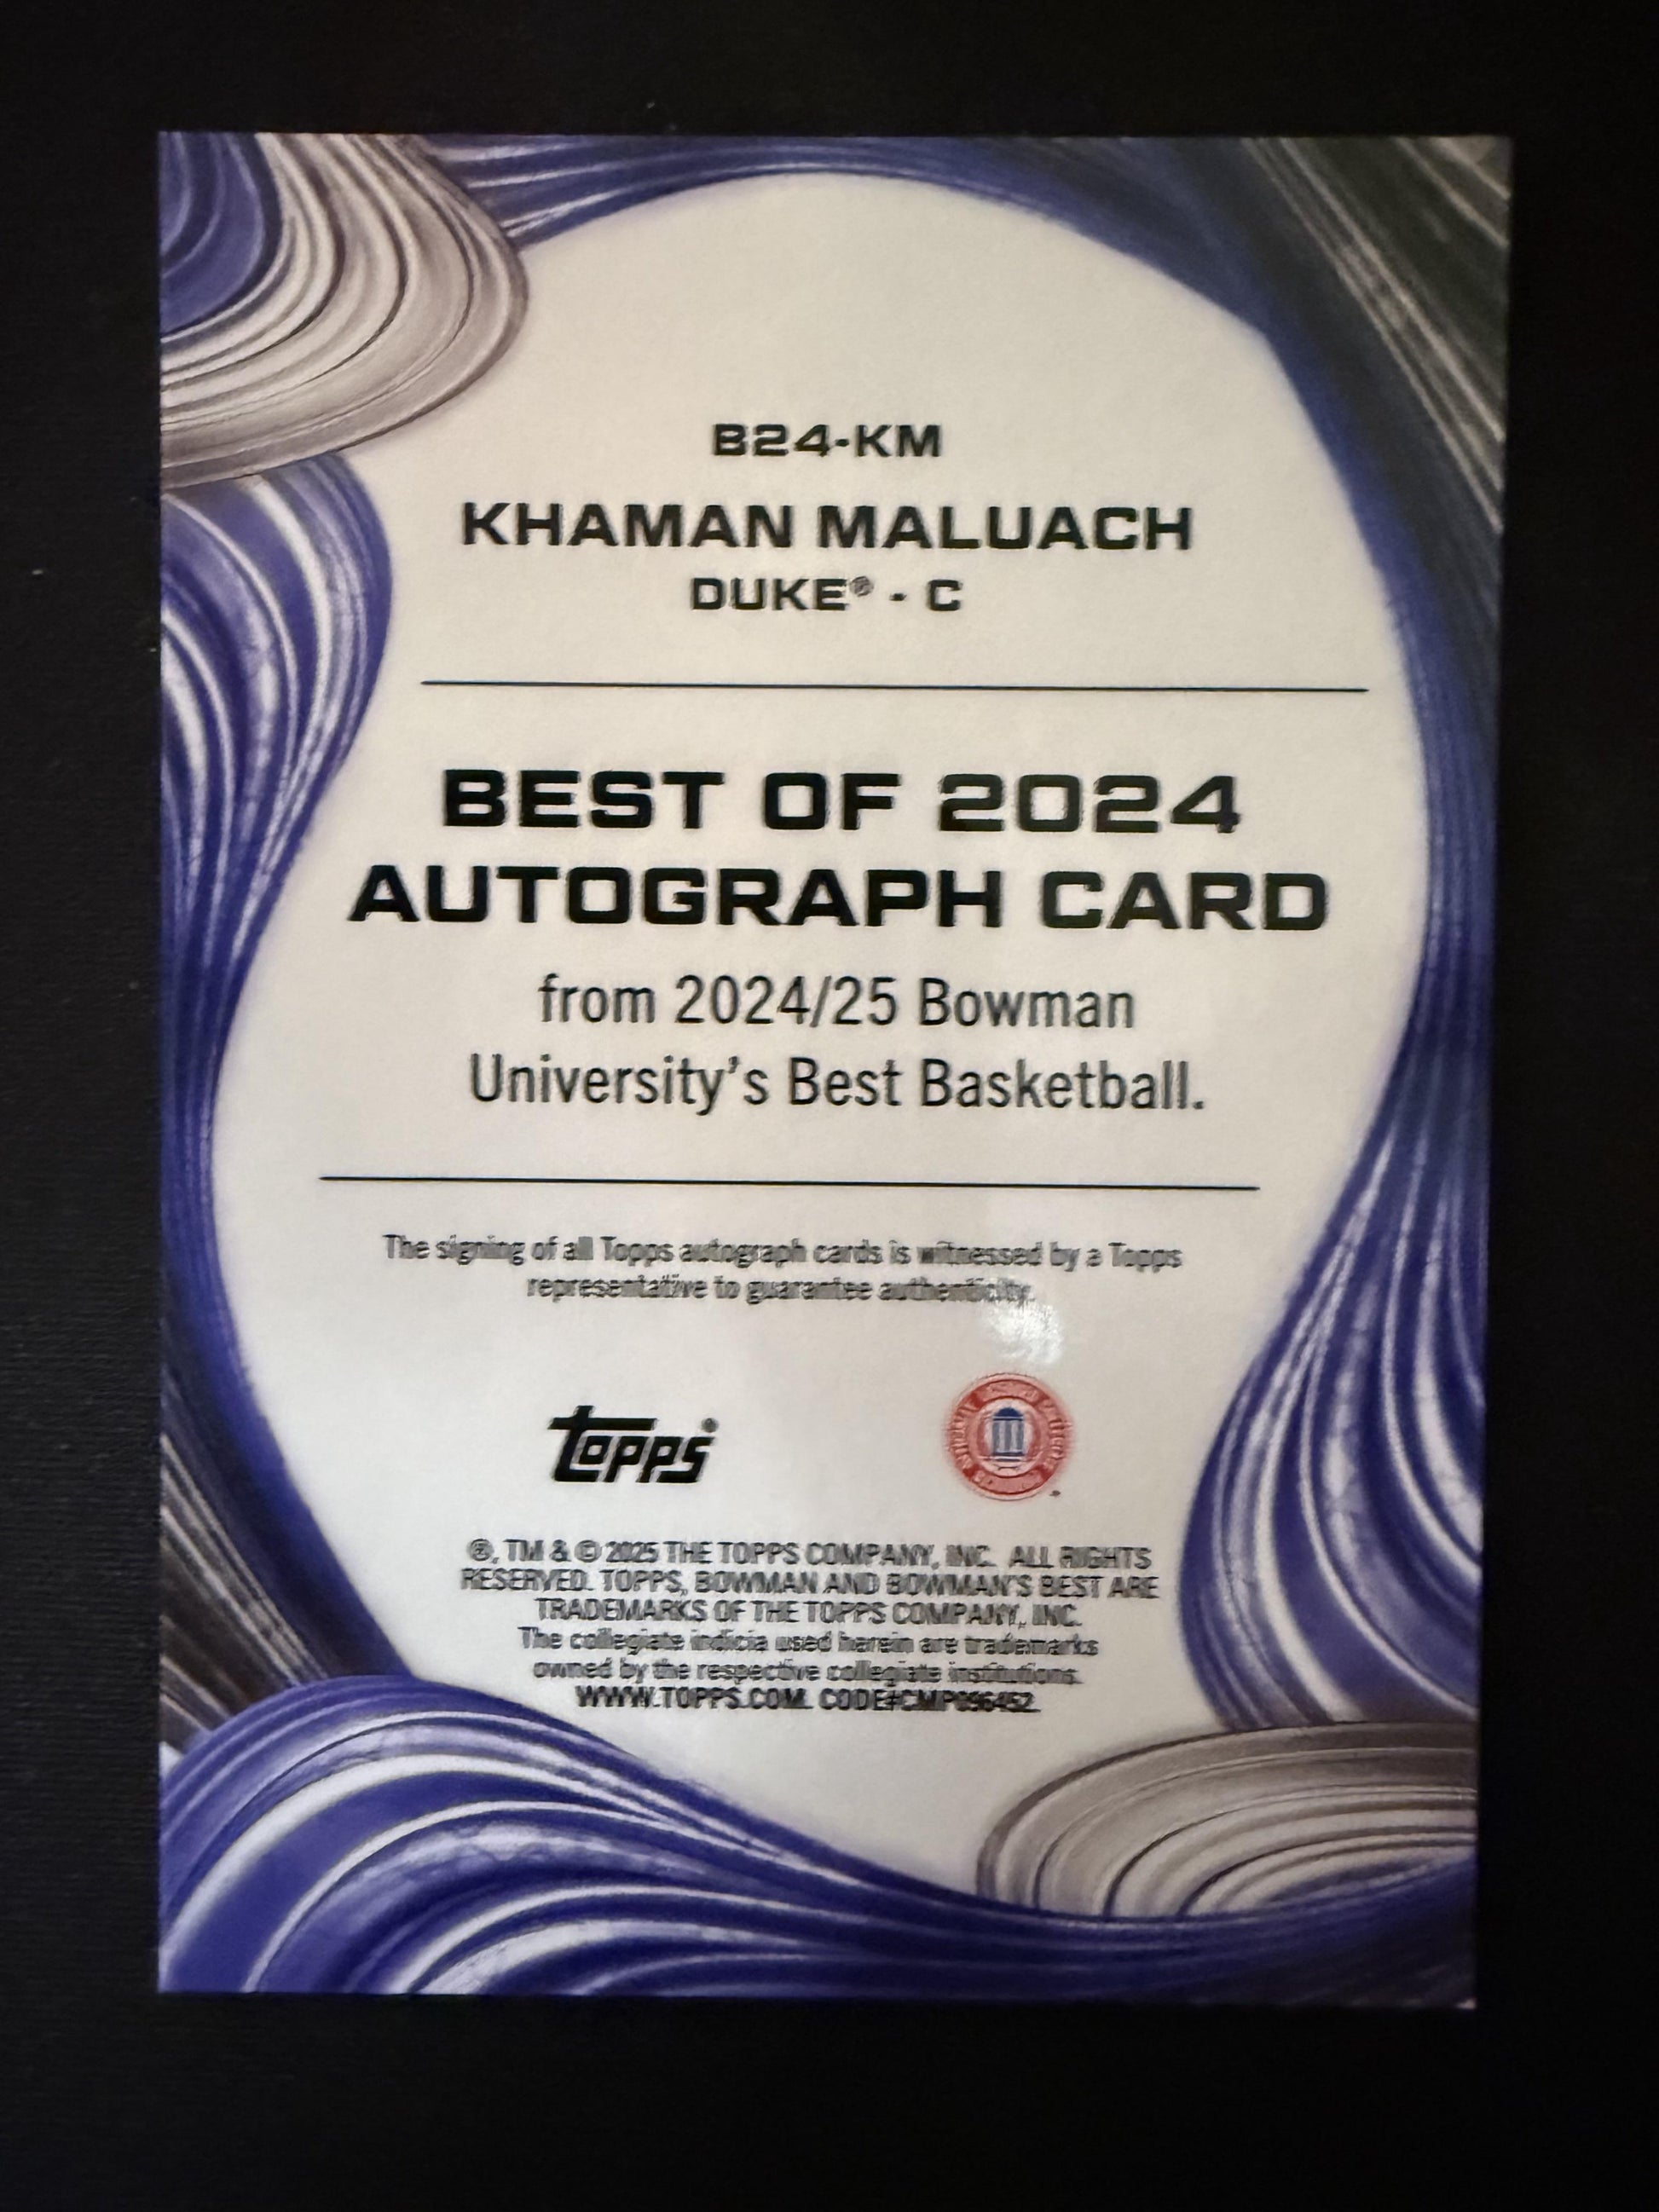 B24-KM
KHAMAN MALUACH
DUKE® - C
BEST OF 2024
AUTOGRAPH CARD
from 2024/25 Bowman
University's Best Basketball.
The signing of all Topps autograph cards is witnessed by a Topps
representative to guarantee authenticity.
Topps®
®, TM & © 2025 THE TOPPS COMPANY, INC. ALL RIGHTS
RESERVED. TOPPS, BOWMAN AND BOWMAN'S BEST ARE
TRADEMARKS OF THE TOPPS COMPANY, INC.
The collegiate indicia used herein are trademarks
owned by the respective collegiate institutions.
WWW.TOPPS.COM. CODE#CMP096452